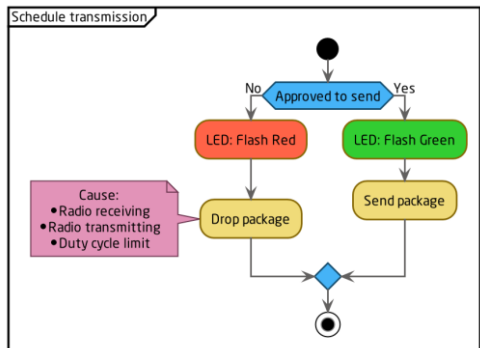 Schedule transmission
Approved to send
No
Yes
LED: Flash Red
LED: Flash Green
Cause:
•Radio receiving
•Radio transmitting
•Duty cycle limit
Drop package
Send package